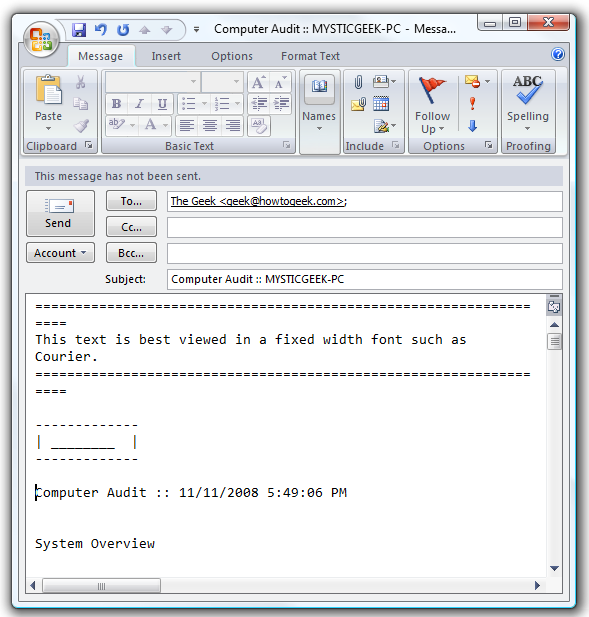 Computer Audit :: MYSTICGEEK-PC - Messa...
Message Insert Options Format Text
Paste
B I U
A A
ab A
Names
Follow Up
ABC
Spelling
Clipboard Basic Text Include Options Proofing
This message has not been sent.
Send
To... The Geek <geek@howtogeek.com>;
Cc...
Account Bcc...
Subject: Computer Audit :: MYSTICGEEK-PC
==============================================================
====
This text is best viewed in a fixed width font such as
Courier.
==============================================================
====
-------------
| ________ |
-------------
Computer Audit :: 11/11/2008 5:49:06 PM
System Overview